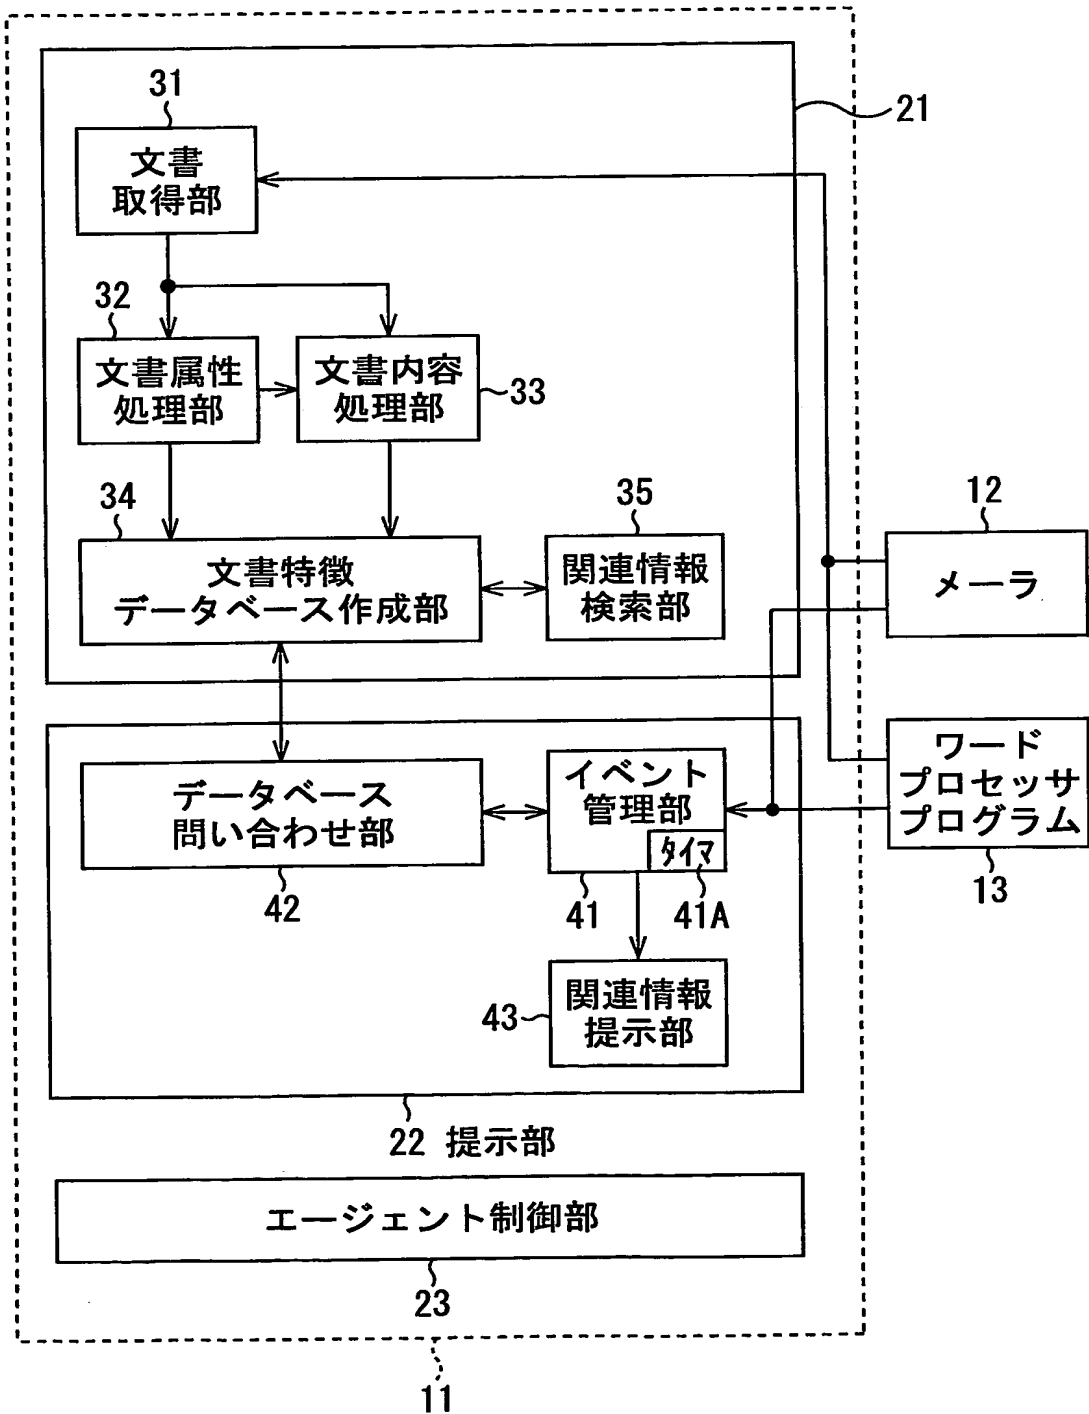 31
21
文書
取得部
32
文書属性
処理部
文書内容
処理部
33
34
35
12
文書特徴
データベース作成部
関連情報
検索部
メーラ
データベース
問い合わせ部
イベント
管理部
タイマ
ワード
プロセッサ
プログラム
42
41
41A
13
43
関連情報
提示部
22 提示部
エージェント制御部
23
11